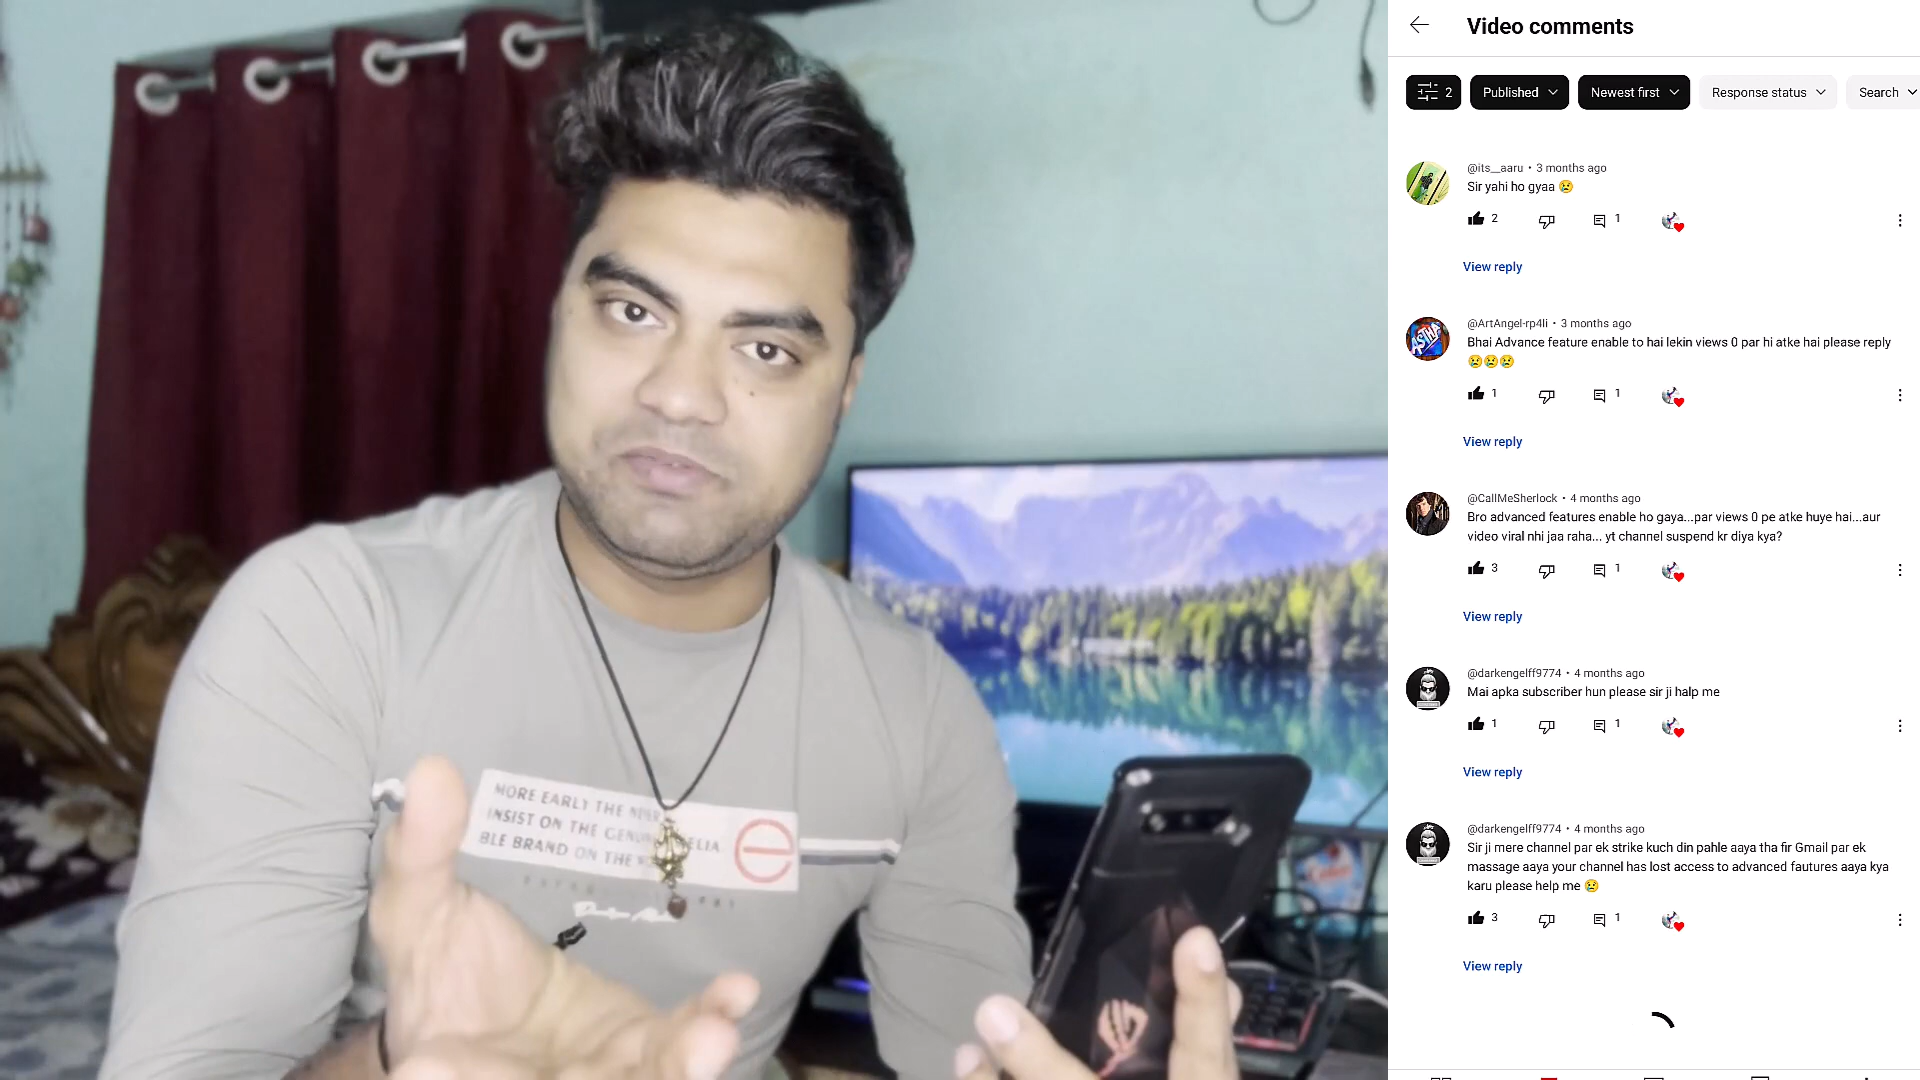 MORE EARLY THE
INSIST ON THE
BLE BRAND ON THE
Video comments
2
Published
Newest first
Response status
Search
@its__aaru • 3 months ago
Sir yahi ho gyaa 😢
2
1
View reply
ASTHA
@ArtAngel-rp4li • 3 months ago
Bhai Advance feature enable to hai lekin views 0 par hi atke hai please reply
😢😢😢
1
1
View reply
@CallMeSherlock • 4 months ago
Bro advanced features enable ho gaya...par views 0 pe atke huye hai...aur
video viral nhi jaa raha... yt channel suspend kr diya kya?
3
1
View reply
@darkengelff9774 • 4 months ago
Mai apka subscriber hun please sir ji halp me
1
1
View reply
@darkengelff9774 • 4 months ago
Sir ji mere channel par ek strike kuch din pahle aaya tha fir Gmail par ek
massage aaya your channel has lost access to advanced fautures aaya kya
karu please help me 😢
3
1
View reply